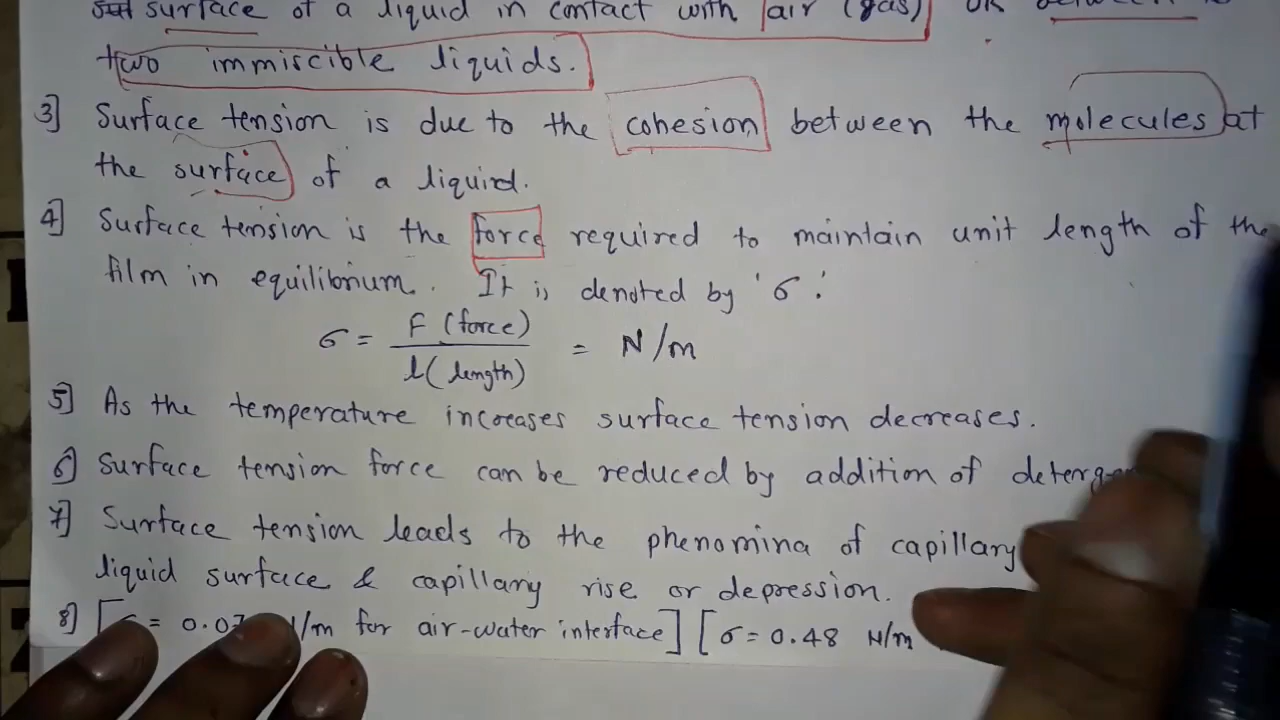 surface of a liquid in contact with air (gas) OR between
two immiscible liquids.
3] Surface tension is due to the cohesion between the molecules at
the surface of a liquid.
4] Surface tension is the force required to maintain unit length of the
film in equilibrium. It is denoted by 'σ'.
σ = F (force) / l (length) = N/m
5] As the temperature increases surface tension decreases.
6] Surface tension force can be reduced by addition of
7] Surface tension leads to the phenomina of capillary
liquid surface & capillary rise or depression.
8] [σ = 0.07 N/m for air-water interface] [σ = 0.48 N/m